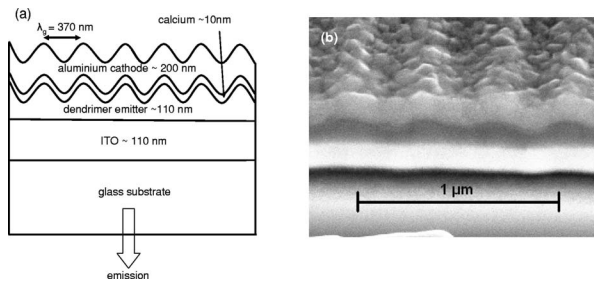 (a)
λg = 370 nm
calcium ~10nm
aluminium cathode ~ 200 nm
dendrimer emitter ~110 nm
ITO ~ 110 nm
glass substrate
emission
(b)
1 µm